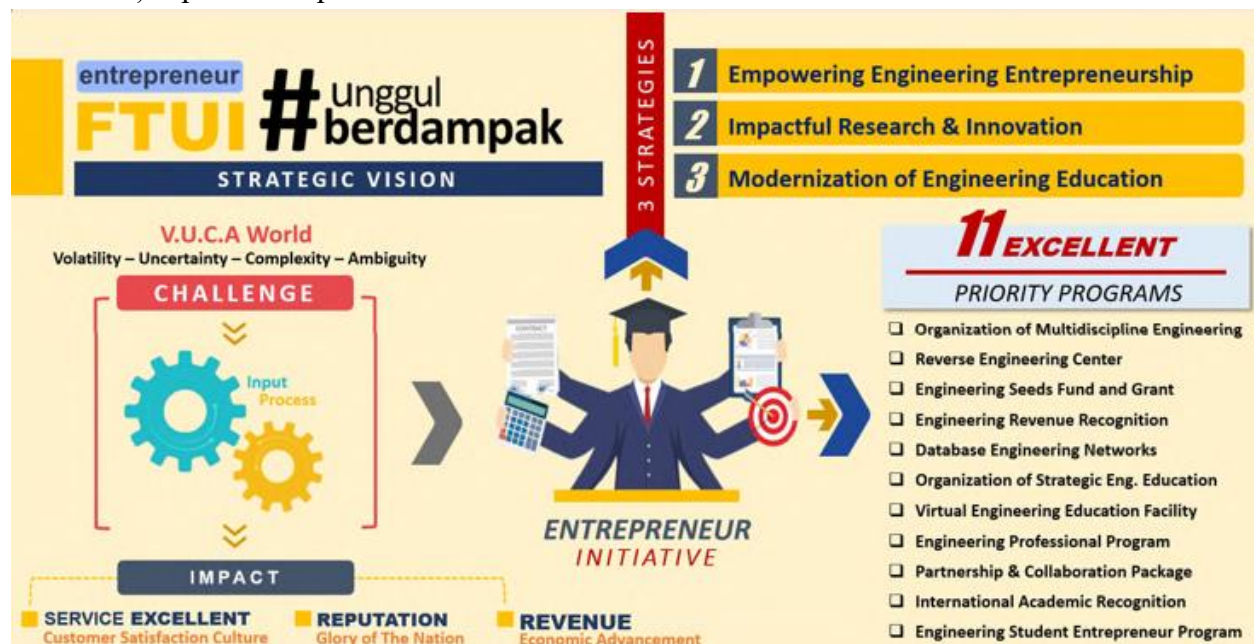 entrepreneur
FTUI
#Unggul
berdampak
STRATEGIC VISION
V.U.C.A World
Volatility – Uncertainty – Complexity – Ambiguity
CHALLENGE
Input
Process
IMPACT
SERVICE EXCELLENT
Customer Satisfaction Culture
REPUTATION
Glory of The Nation
REVENUE
Economic Advancement
CONTRACT
ENTREPRENEUR
INITIATIVE
3 STRATEGIES
1 Empowering Engineering Entrepreneurship
2 Impactful Research & Innovation
3 Modernization of Engineering Education
11 EXCELLENT
PRIORITY PROGRAMS
❑ Organization of Multidiscipline Engineering
❑ Reverse Engineering Center
❑ Engineering Seeds Fund and Grant
❑ Engineering Revenue Recognition
❑ Database Engineering Networks
❑ Organization of Strategic Eng. Education
❑ Virtual Engineering Education Facility
❑ Engineering Professional Program
❑ Partnership & Collaboration Package
❑ International Academic Recognition
❑ Engineering Student Entrepreneur Program